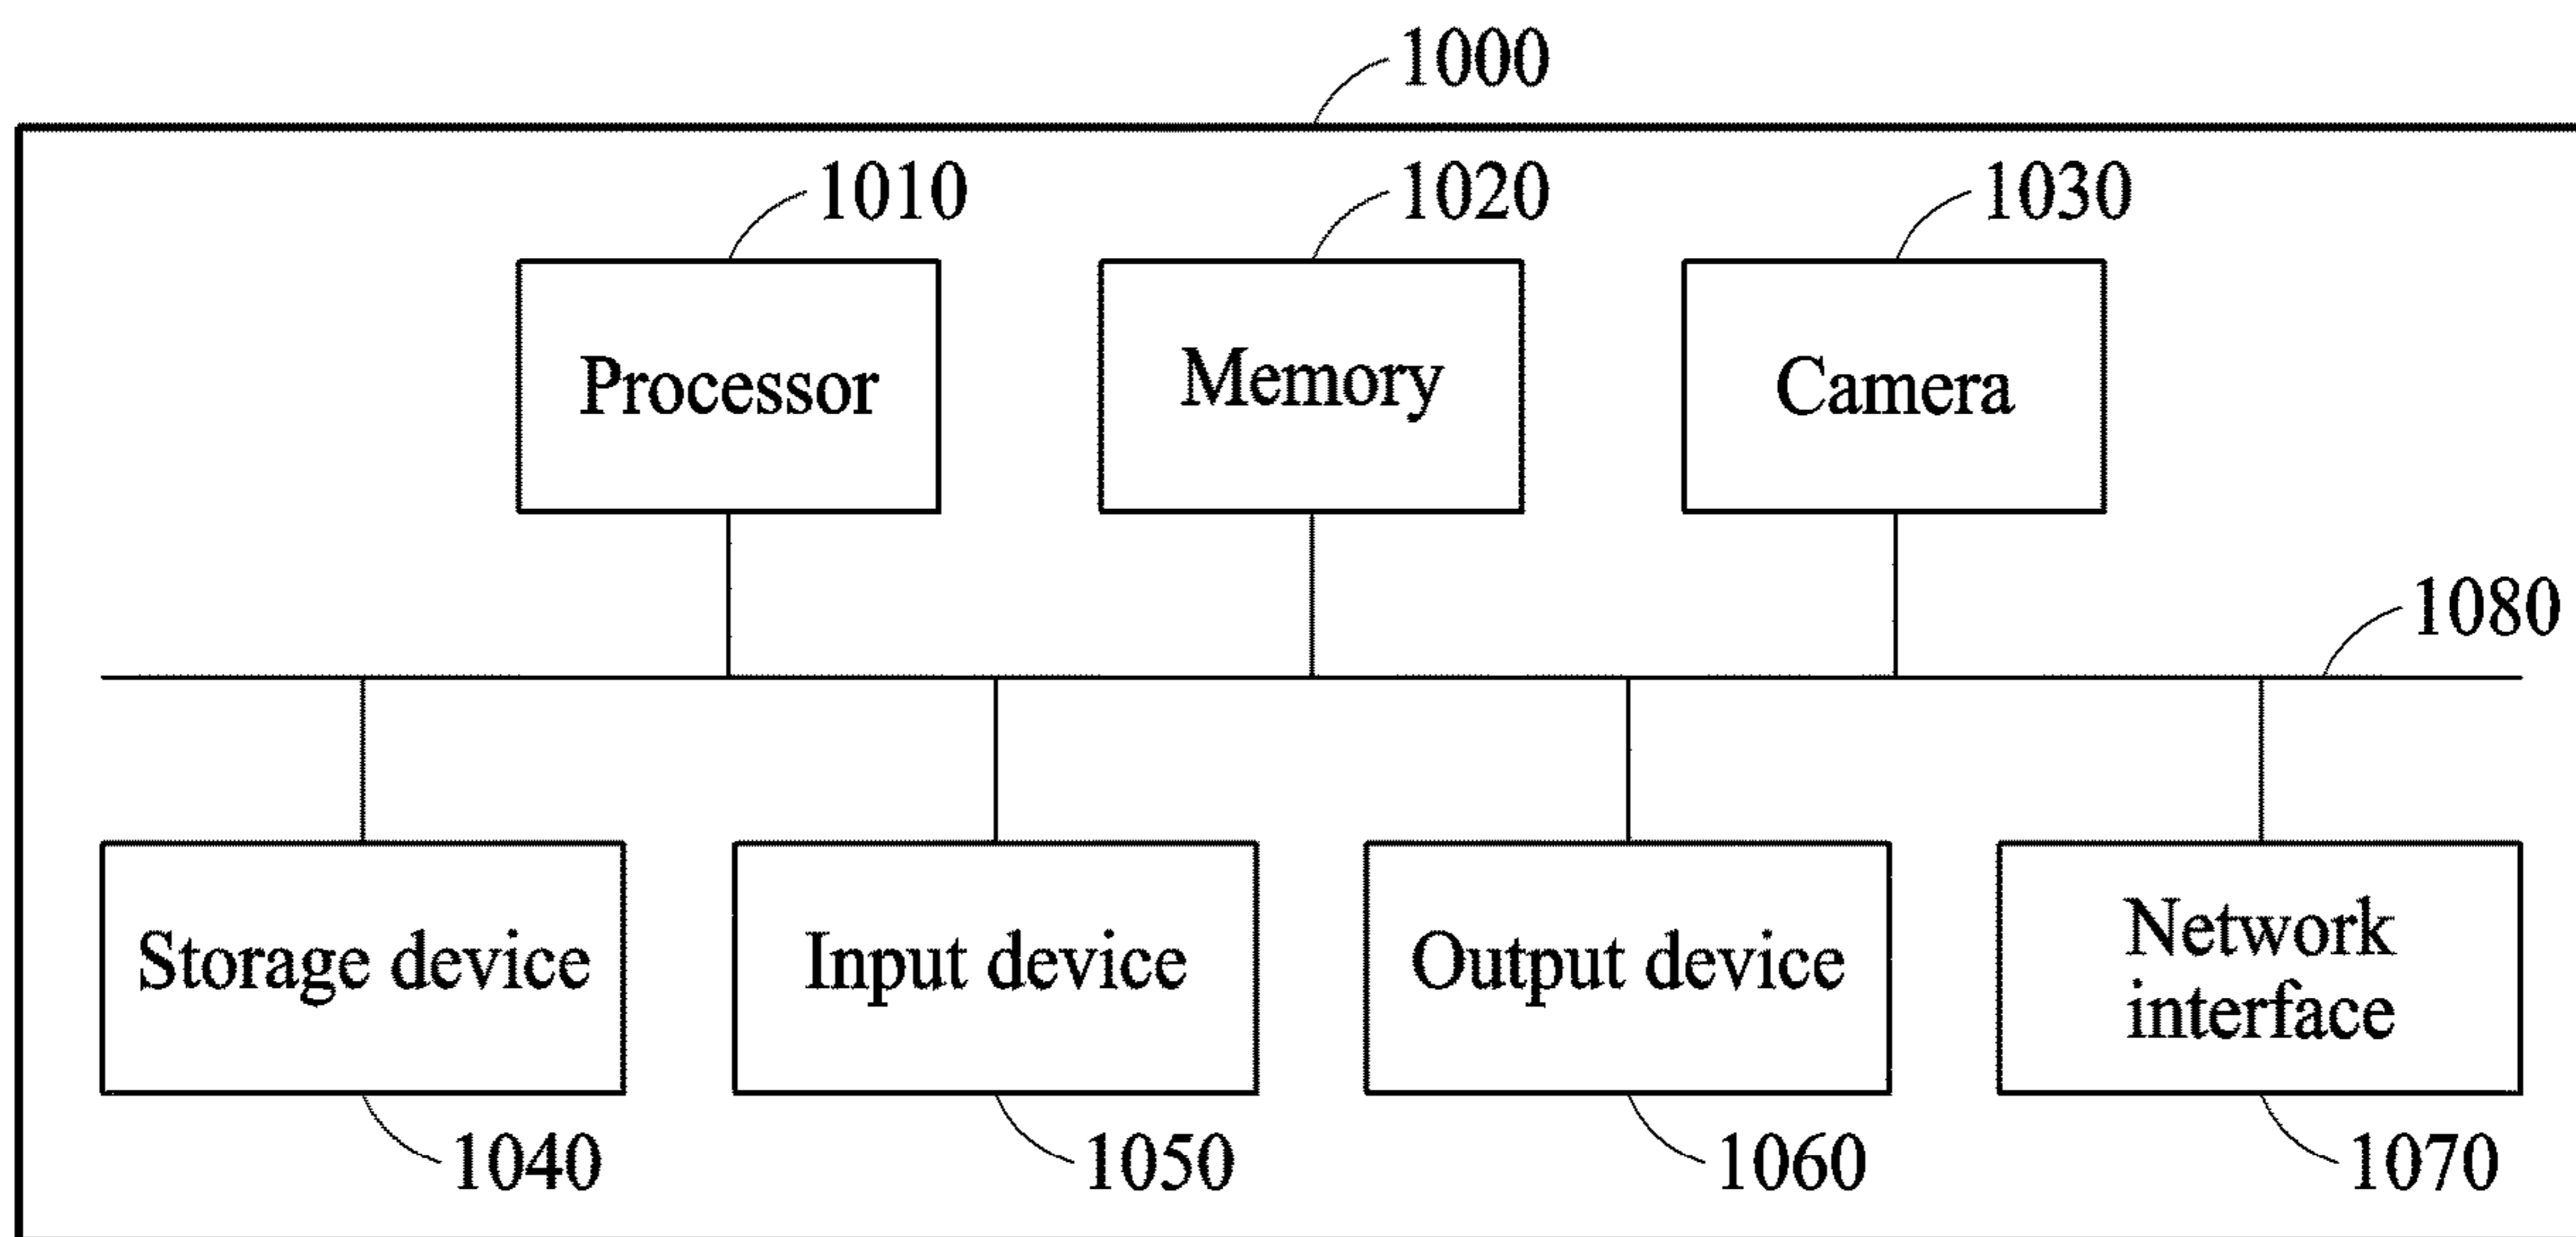 1000
1010
1020
1030
Processor
Memory
Camera
1080
Storage device
Input device
Output device
Network
interface
1040
1050
1060
1070